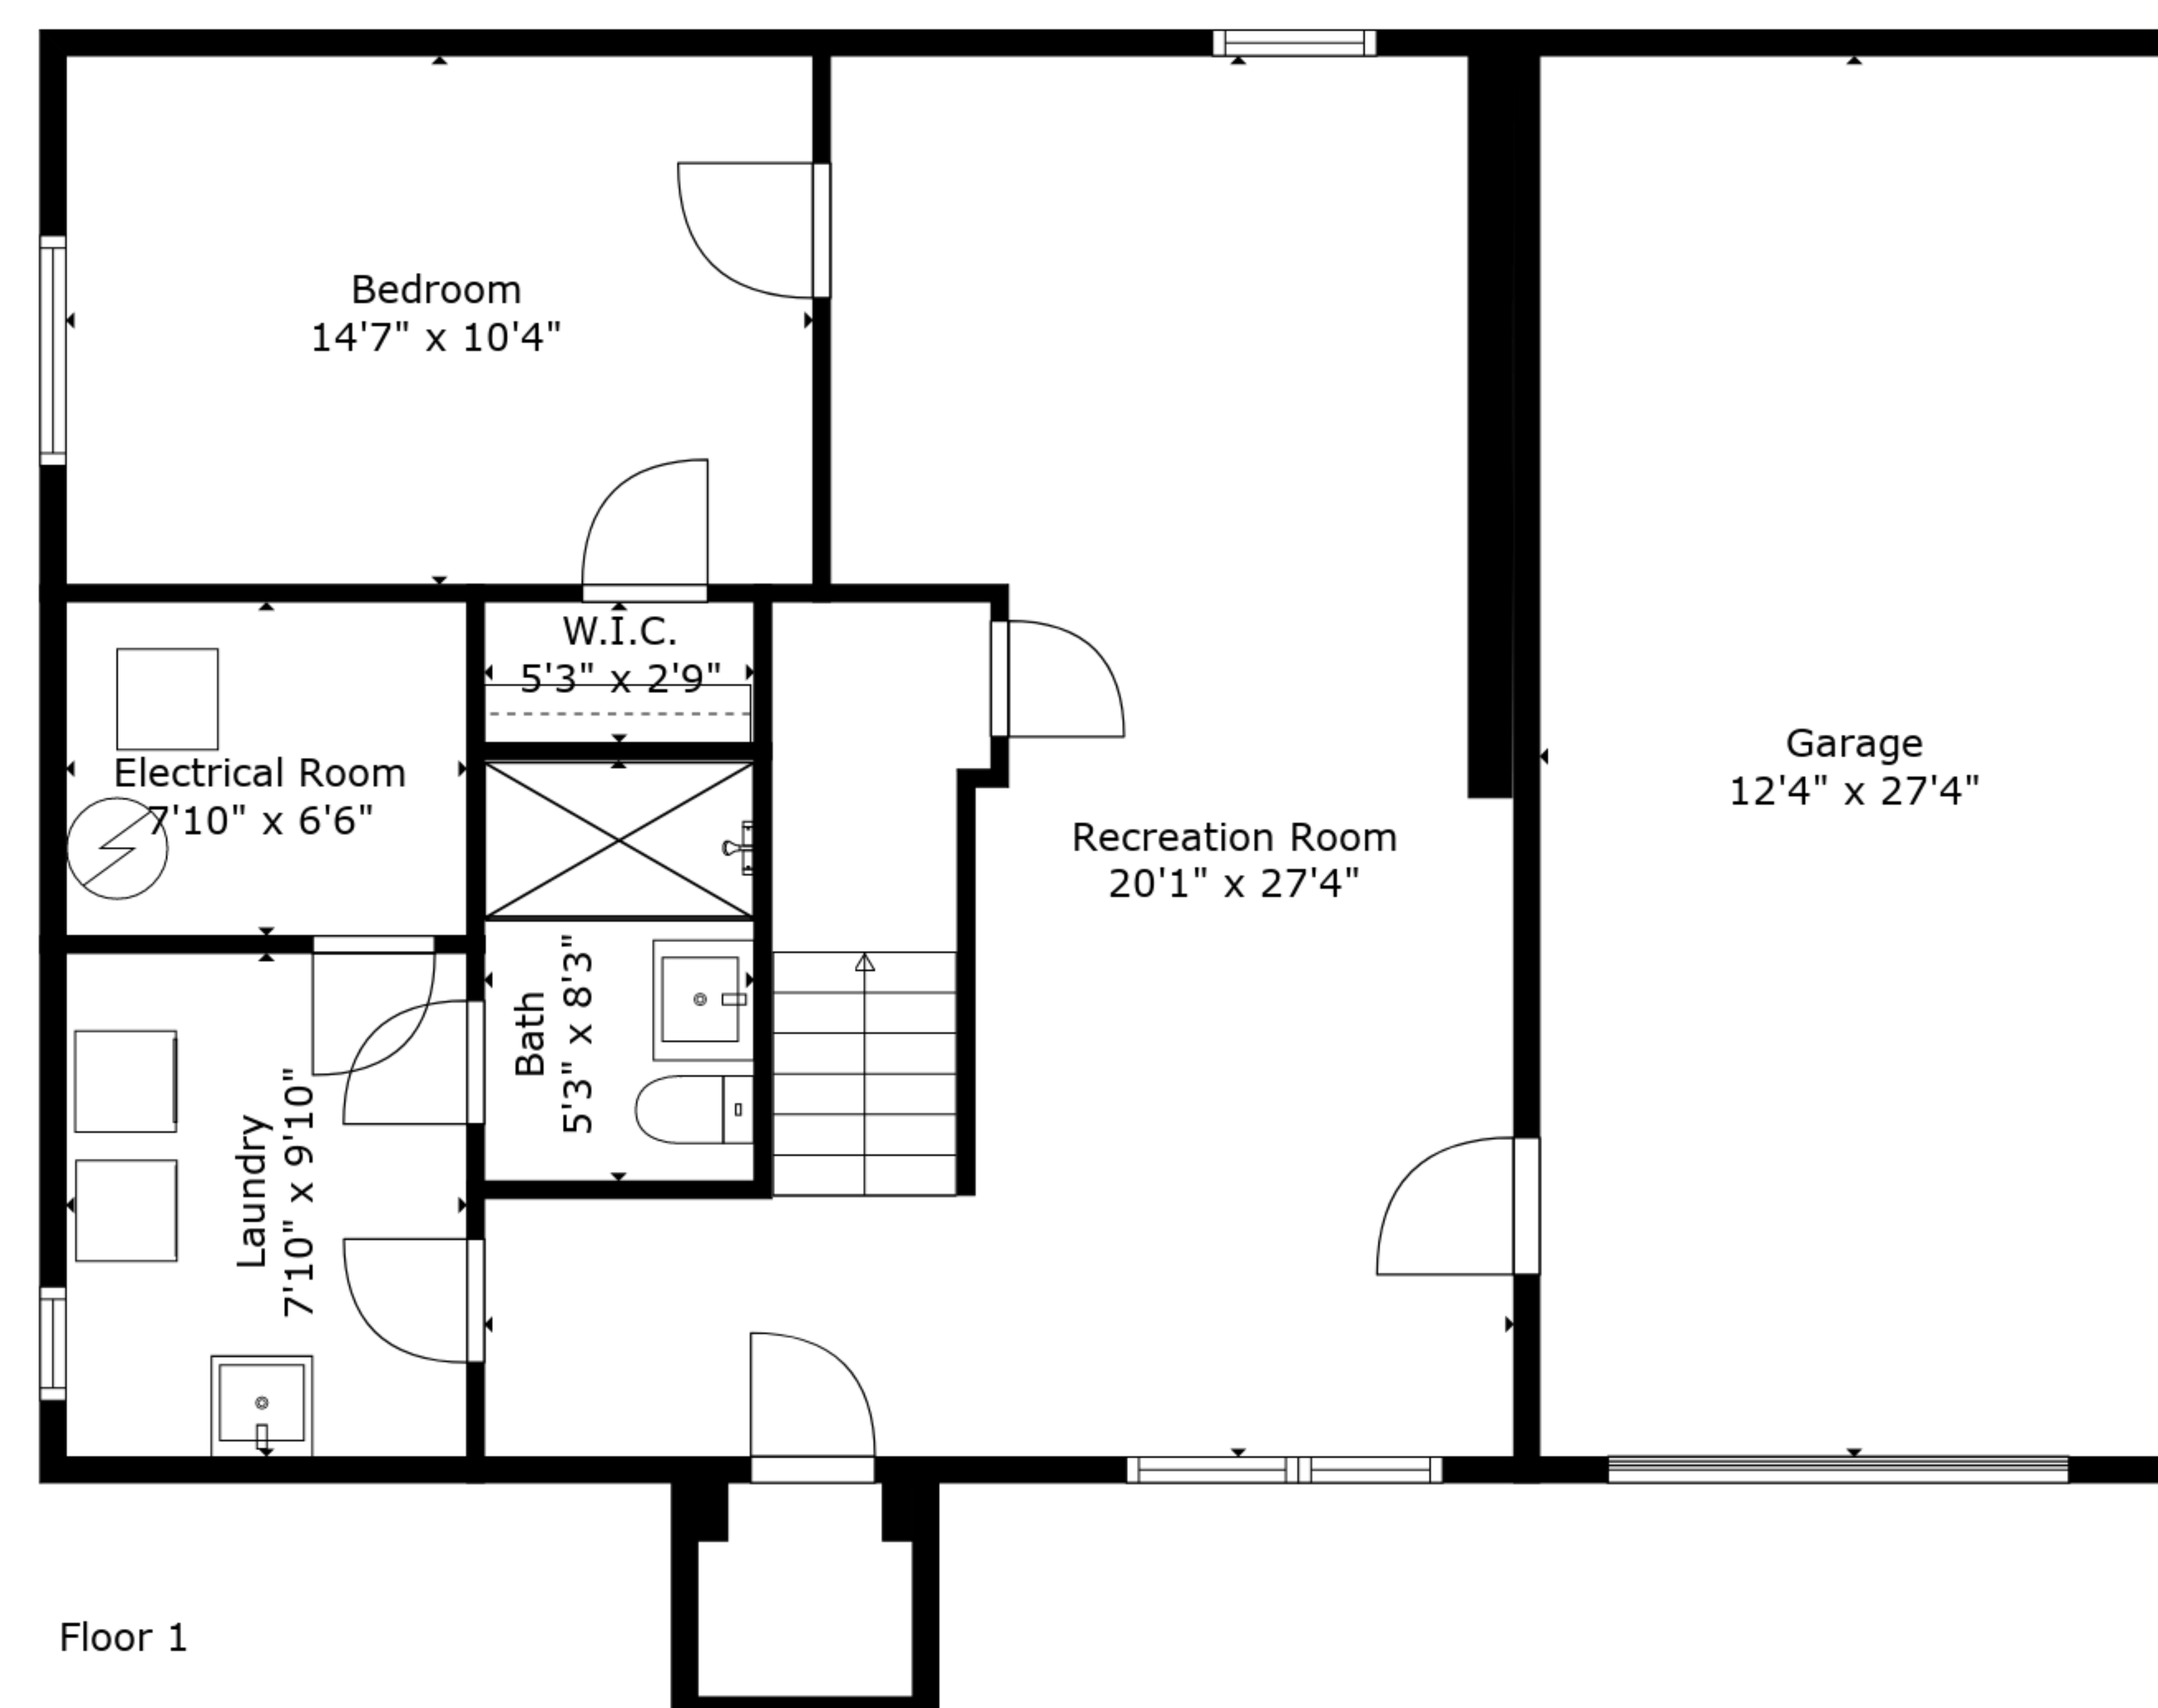 Bedroom
14'7" x 10'4"
W.I.C.
5'3" x 2'9"
Electrical Room
7'10" x 6'6"
Garage
12'4" x 27'4"
Recreation Room
20'1" x 27'4"
Bath
5'3" x 8'3"
Laundry
7'10" x 9'10"
Floor 1